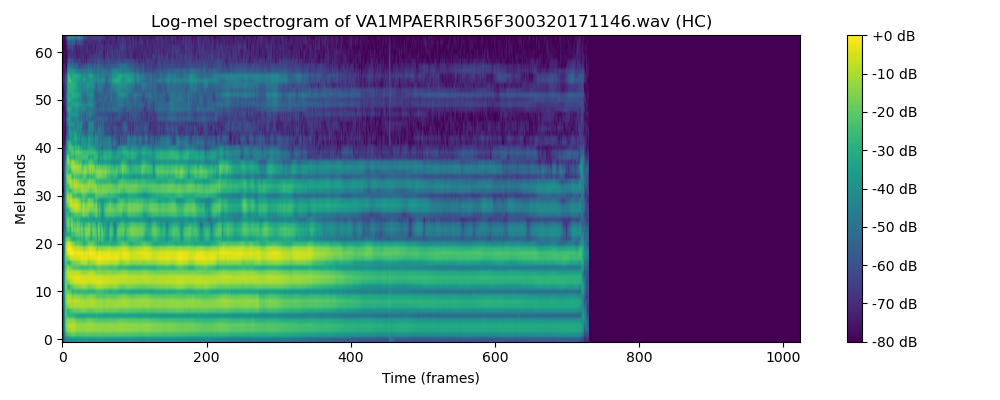 Log-mel spectrogram of VA1MPAERRIR56F300320171146.wav (HC)
60
50
40
30
20
10
0
Mel bands
0 200 400 600 800 1000
Time (frames)
+0 dB
-10 dB
-20 dB
-30 dB
-40 dB
-50 dB
-60 dB
-70 dB
-80 dB